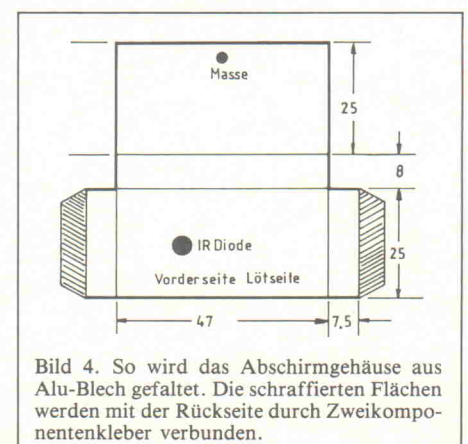 Masse
25
8
IR Diode
25
Vorderseite Lötseite
47
7,5
Bild 4. So wird das Abschirmgehäuse aus
Alu-Blech gefaltet. Die schraffierten Flächen
werden mit der Rückseite durch Zweikompo-
nentenkleber verbunden.